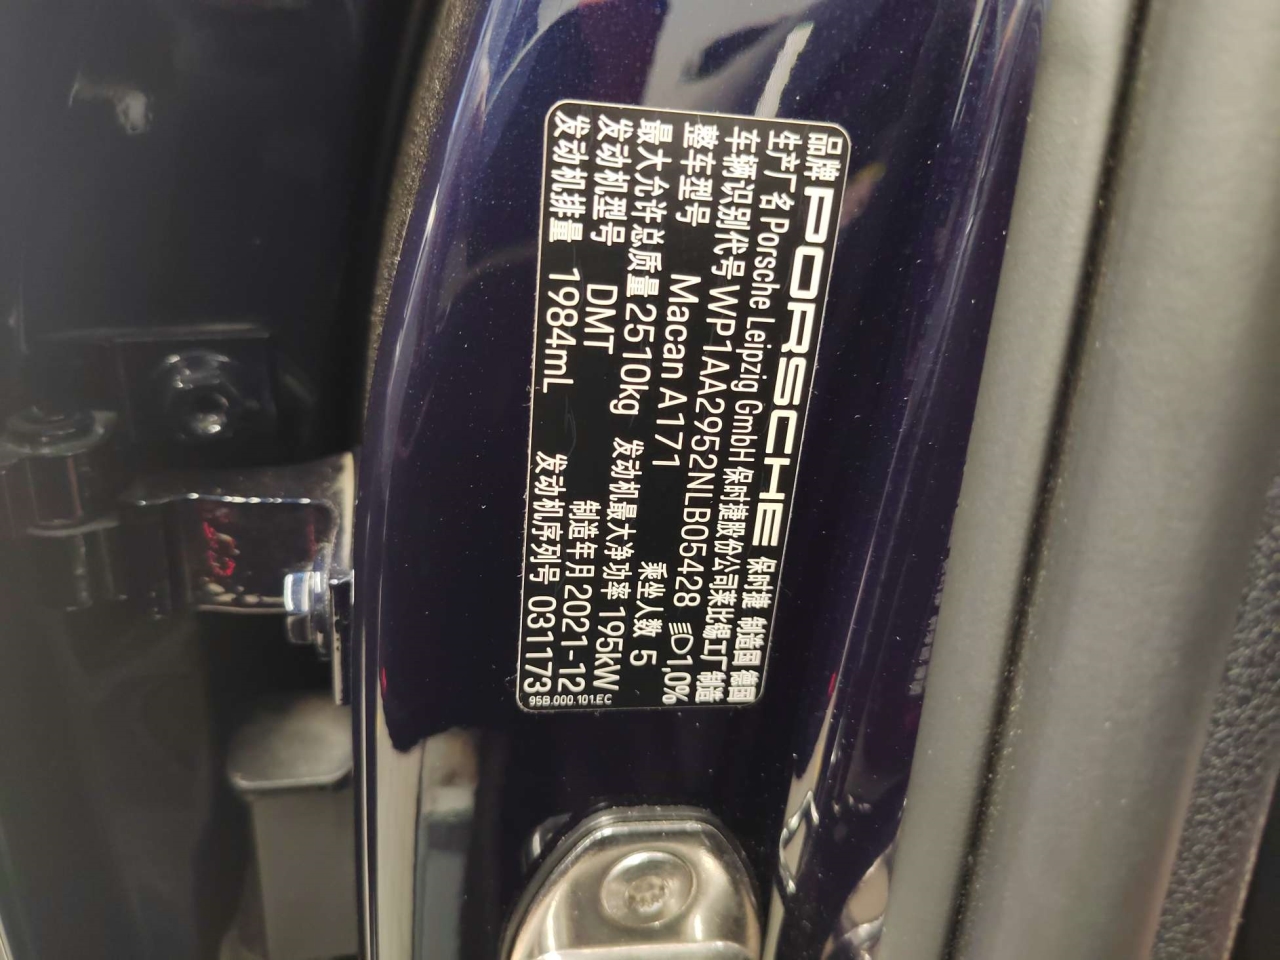 品牌 PORSCHE 保时捷 制造国 德国
生产厂名 Porsche Leipzig GmbH 保时捷股份公司莱比锡工厂 制造
车辆识别代号 WP1AA2952NLB05428 1,0%
整车型号 Macan A171 乘坐人数 5
最大允许总质量 2510kg 发动机最大净功率 195kW
发动机型号 DMT 制造年月 2021-12
发动机排量 1984mL 发动机序列号 031173
95B.000.101.EC